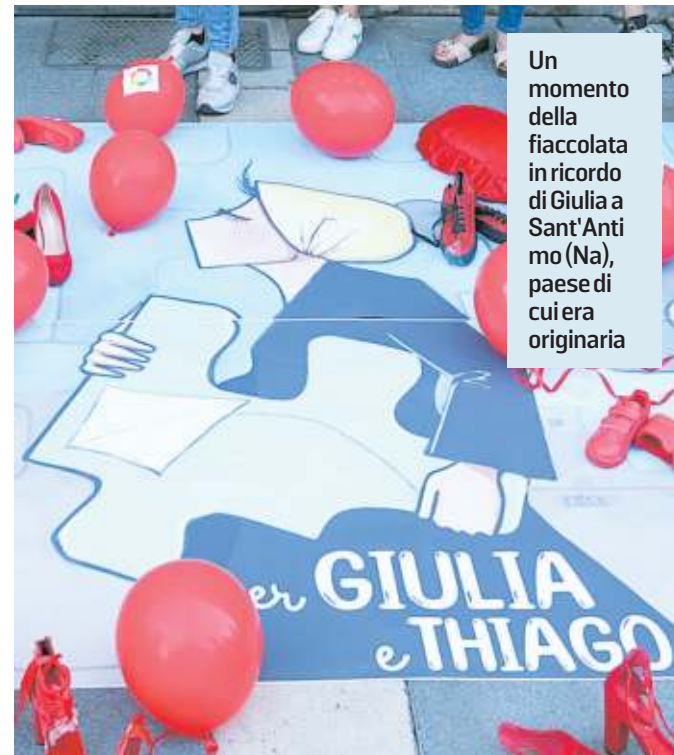 Un
momento
della
fiaccolata
in ricordo
di Giulia a
Sant'Anti
mo (Na),
paese di
cui era
originaria
er GIULIA
e THIAGO